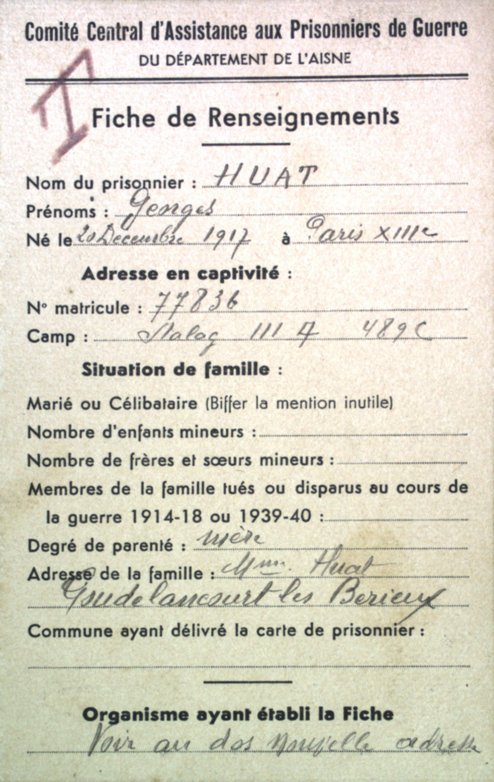 Comité Central d'Assistance aux Prisonniers de Guerre
DU DÉPARTEMENT DE L'AISNE
I
Fiche de Renseignements
Nom du prisonnier : HUAT
Prénoms : Georges
Né le 20 Décembre 1917 à Paris XIIIe
Adresse en captivité :
N° matricule : 77836
Camp : Stalag III A 489C
Situation de famille :
Marié ou Célibataire (Biffer la mention inutile)
Nombre d'enfants mineurs :
Nombre de frères et sœurs mineurs :
Membres de la famille tués ou disparus au cours de
la guerre 1914-18 ou 1939-40 :
Degré de parenté : mère
Adresse de la famille : Mme Huat
Goudelancourt les Berieux
Commune ayant délivré la carte de prisonnier :
Organisme ayant établi la Fiche
Voir au dos Nouvelle adresse